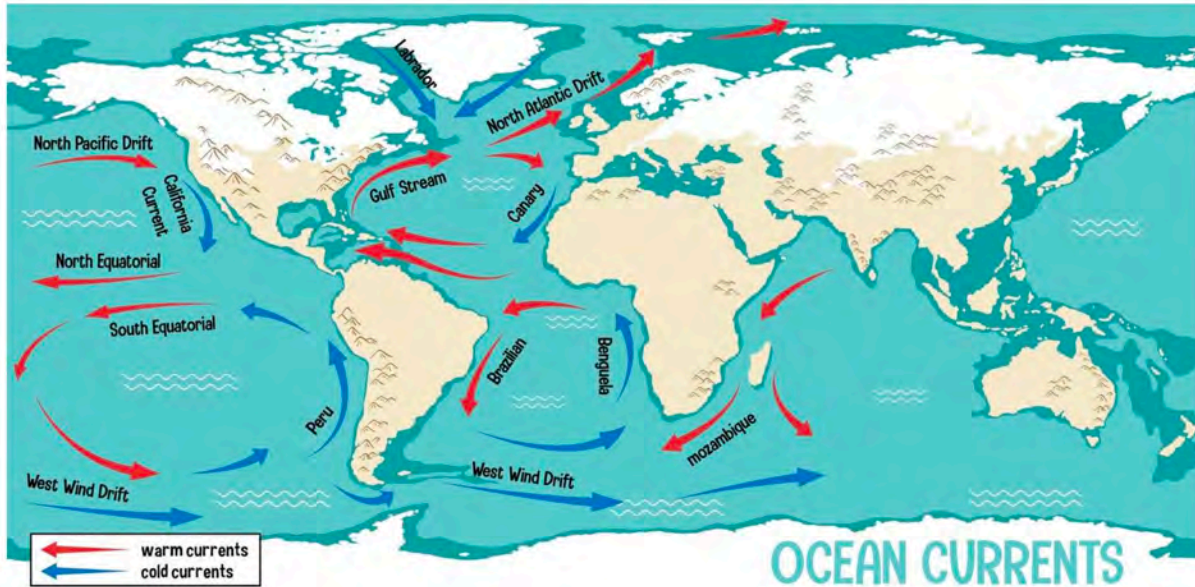 Labrador
North Atlantic Drift
North Pacific Drift
California
Current
Gulf Stream
Canary
North Equatorial
South Equatorial
Brazilian
Benguela
Peru
mozambique
West Wind Drift
West Wind Drift
warm currents
cold currents
OCEAN CURRENTS